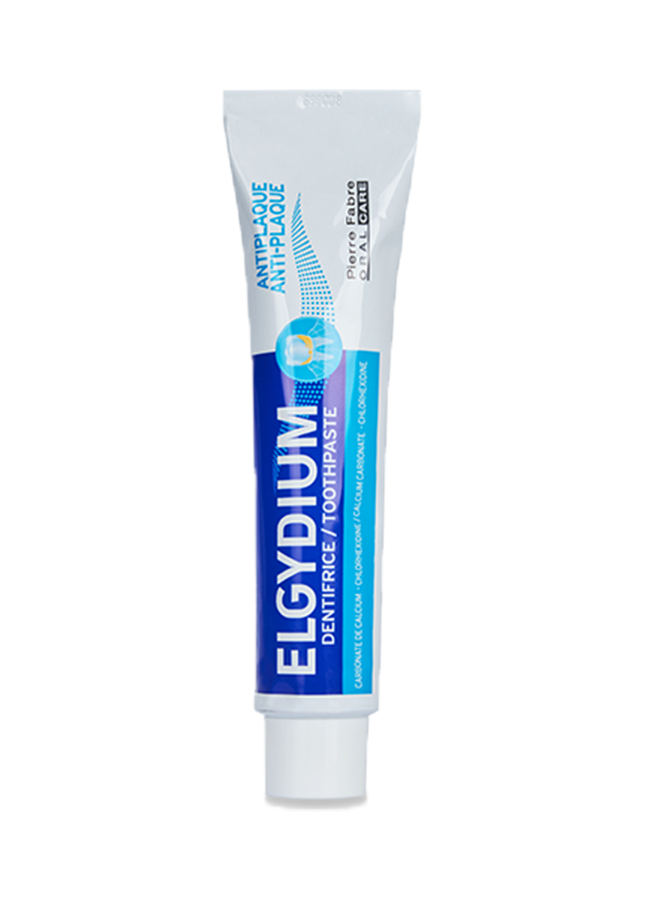 ANTIPLAQUE
ANTI-PLAQUE
Pierre Fabre
ORAL CARE
ELGYDIUM
DENTIFRICE / TOOTHPASTE
CARBONATE DE CALCIUM - CHLORHEXIDINE / CALCIUM CARBONATE - CHLORHEXIDINE